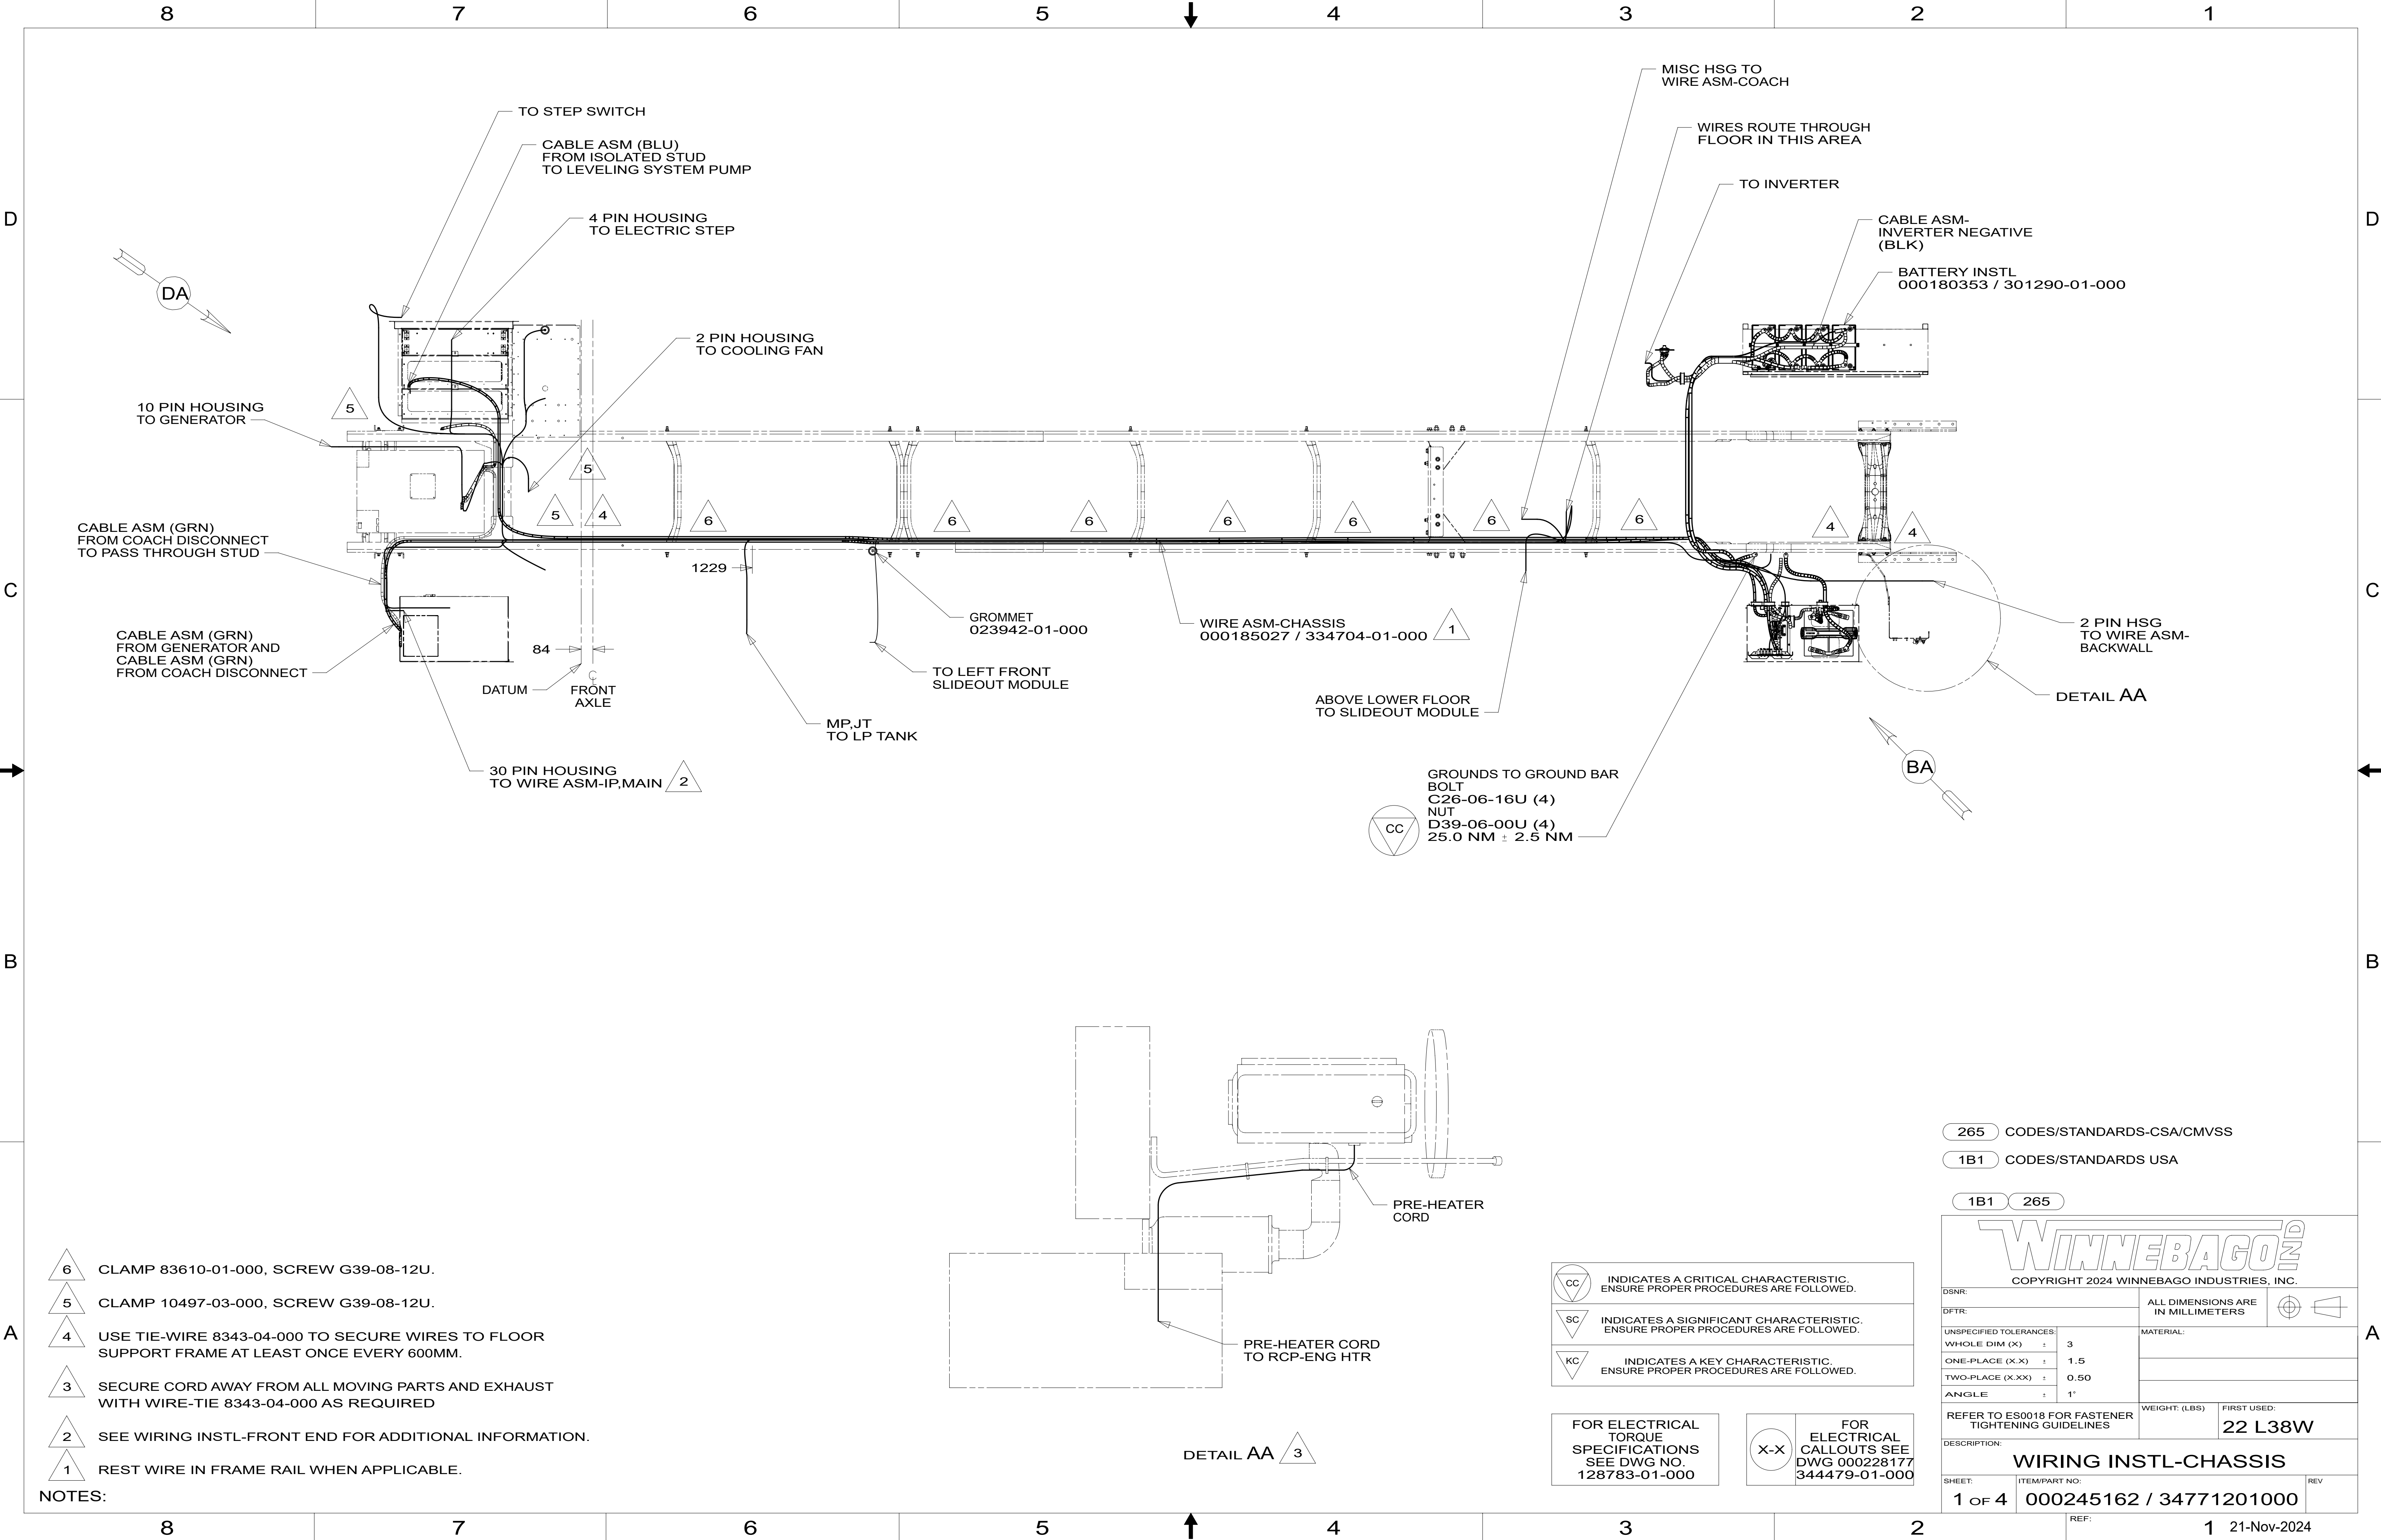 8 7 6 5 4 3 2 1
D
D
C
C
B
B
A
A
MISC HSG TO
WIRE ASM-COACH
TO STEP SWITCH
WIRES ROUTE THROUGH
FLOOR IN THIS AREA
CABLE ASM (BLU)
FROM ISOLATED STUD
TO LEVELING SYSTEM PUMP
TO INVERTER
4 PIN HOUSING
TO ELECTRIC STEP
CABLE ASM-
INVERTER NEGATIVE
(BLK)
BATTERY INSTL
000180353 / 301290-01-000
DA
2 PIN HOUSING
TO COOLING FAN
10 PIN HOUSING
TO GENERATOR
5
5
5
4
6
6
6
6
6
6
6
4
4
CABLE ASM (GRN)
FROM COACH DISCONNECT
TO PASS THROUGH STUD
1229
GROMMET
023942-01-000
WIRE ASM-CHASSIS
000185027 / 334704-01-000
1
2 PIN HSG
TO WIRE ASM-
BACKWALL
CABLE ASM (GRN)
FROM GENERATOR AND
CABLE ASM (GRN)
FROM COACH DISCONNECT
84
DATUM
CL
FRONT
AXLE
TO LEFT FRONT
SLIDEOUT MODULE
ABOVE LOWER FLOOR
TO SLIDEOUT MODULE
DETAIL AA
MP,JT
TO LP TANK
30 PIN HOUSING
TO WIRE ASM-IP,MAIN
2
BA
GROUNDS TO GROUND BAR
BOLT
C26-06-16U (4)
NUT
D39-06-00U (4)
25.0 NM ± 2.5 NM
CC
265 CODES/STANDARDS-CSA/CMVSS
1B1 CODES/STANDARDS USA
1B1 265
PRE-HEATER
CORD
PRE-HEATER CORD
TO RCP-ENG HTR
DETAIL AA
3
6 CLAMP 83610-01-000, SCREW G39-08-12U.
5 CLAMP 10497-03-000, SCREW G39-08-12U.
4 USE TIE-WIRE 8343-04-000 TO SECURE WIRES TO FLOOR
SUPPORT FRAME AT LEAST ONCE EVERY 600MM.
3 SECURE CORD AWAY FROM ALL MOVING PARTS AND EXHAUST
WITH WIRE-TIE 8343-04-000 AS REQUIRED
2 SEE WIRING INSTL-FRONT END FOR ADDITIONAL INFORMATION.
1 REST WIRE IN FRAME RAIL WHEN APPLICABLE.
NOTES:
CC INDICATES A CRITICAL CHARACTERISTIC.
ENSURE PROPER PROCEDURES ARE FOLLOWED.
SC INDICATES A SIGNIFICANT CHARACTERISTIC.
ENSURE PROPER PROCEDURES ARE FOLLOWED.
KC INDICATES A KEY CHARACTERISTIC.
ENSURE PROPER PROCEDURES ARE FOLLOWED.
FOR ELECTRICAL
TORQUE
SPECIFICATIONS
SEE DWG NO.
128783-01-000
X-X
FOR
ELECTRICAL
CALLOUTS SEE
DWG 000228177
344479-01-000
WINNEBAGO IND
COPYRIGHT 2024 WINNEBAGO INDUSTRIES, INC.
DSNR:
DFTR:
ALL DIMENSIONS ARE
IN MILLIMETERS
UNSPECIFIED TOLERANCES:
WHOLE DIM (X) ± 3
ONE-PLACE (X.X) ± 1.5
TWO-PLACE (X.XX) ± 0.50
ANGLE ± 1°
MATERIAL:
REFER TO ES0018 FOR FASTENER
TIGHTENING GUIDELINES
WEIGHT: (LBS)
FIRST USED:
22 L38W
DESCRIPTION:
WIRING INSTL-CHASSIS
SHEET:
1 OF 4
ITEM/PART NO:
000245162 / 34771201000
REV
8 7 6 5 4 3 2 1
REF:
21-Nov-2024